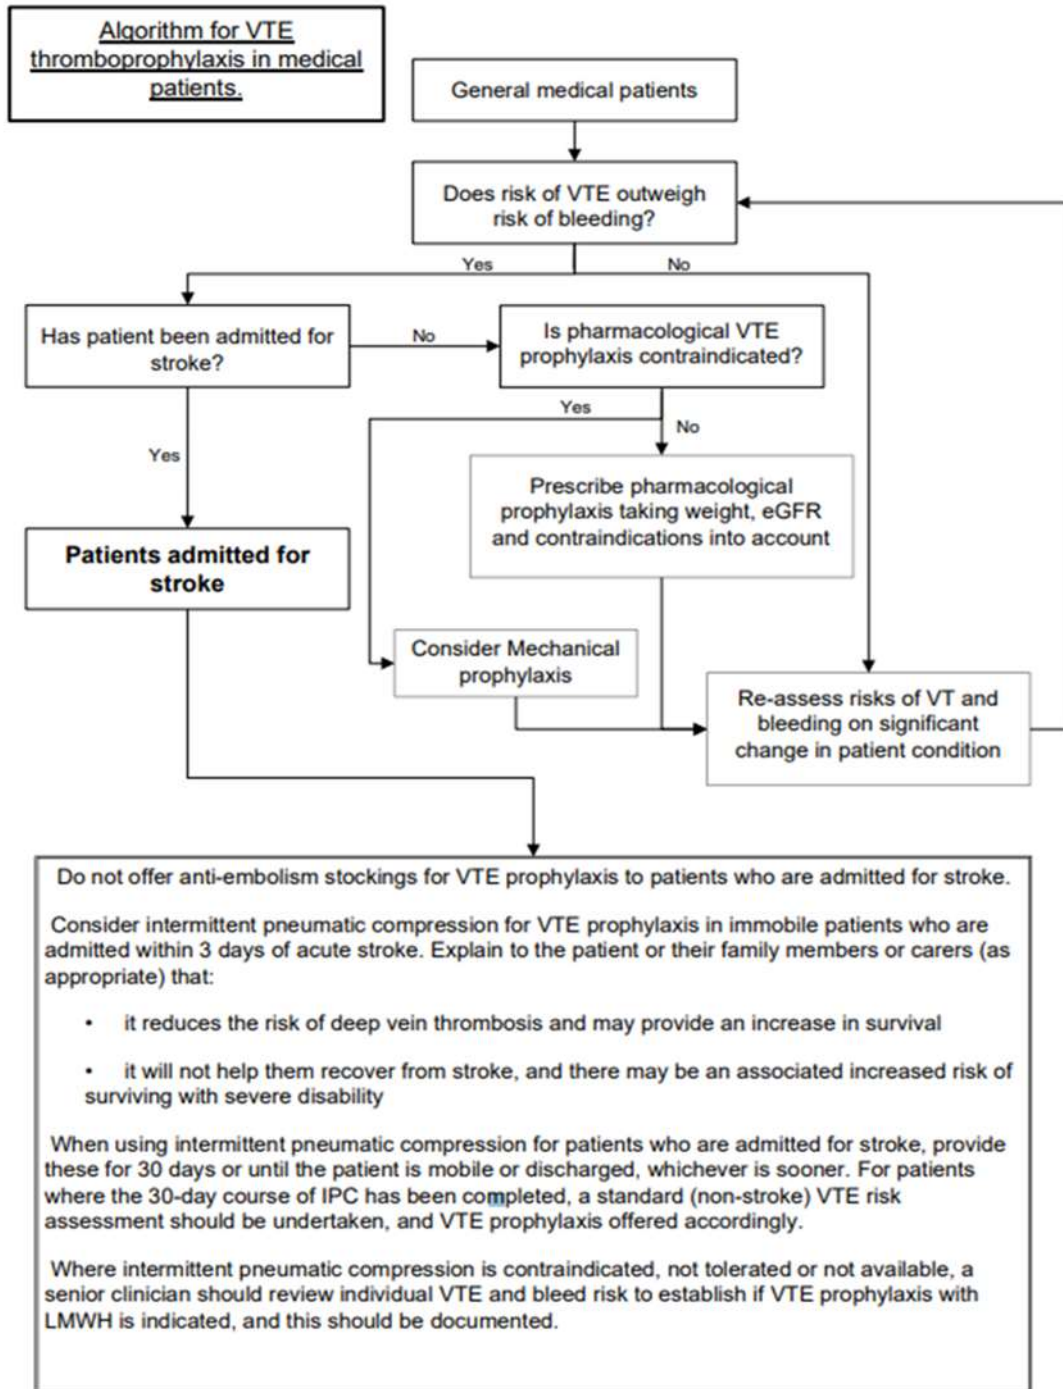 Algorithm for VTE
thromboprophylaxis in medical
patients.
General medical patients
Does risk of VTE outweigh
risk of bleeding?
Yes
No
Has patient been admitted for
stroke?
No
Is pharmacological VTE
prophylaxis contraindicated?
Yes
No
Yes
Prescribe pharmacological
prophylaxis taking weight, eGFR
and contraindications into account
Patients admitted for
stroke
Consider Mechanical
prophylaxis
Re-assess risks of VT and
bleeding on significant
change in patient condition
Do not offer anti-embolism stockings for VTE prophylaxis to patients who are admitted for stroke.
Consider intermittent pneumatic compression for VTE prophylaxis in immobile patients who are
admitted within 3 days of acute stroke. Explain to the patient or their family members or carers (as
appropriate) that:
• it reduces the risk of deep vein thrombosis and may provide an increase in survival
• it will not help them recover from stroke, and there may be an associated increased risk of
surviving with severe disability
When using intermittent pneumatic compression for patients who are admitted for stroke, provide
these for 30 days or until the patient is mobile or discharged, whichever is sooner. For patients
where the 30-day course of IPC has been completed, a standard (non-stroke) VTE risk
assessment should be undertaken, and VTE prophylaxis offered accordingly.
Where intermittent pneumatic compression is contraindicated, not tolerated or not available, a
senior clinician should review individual VTE and bleed risk to establish if VTE prophylaxis with
LMWH is indicated, and this should be documented.